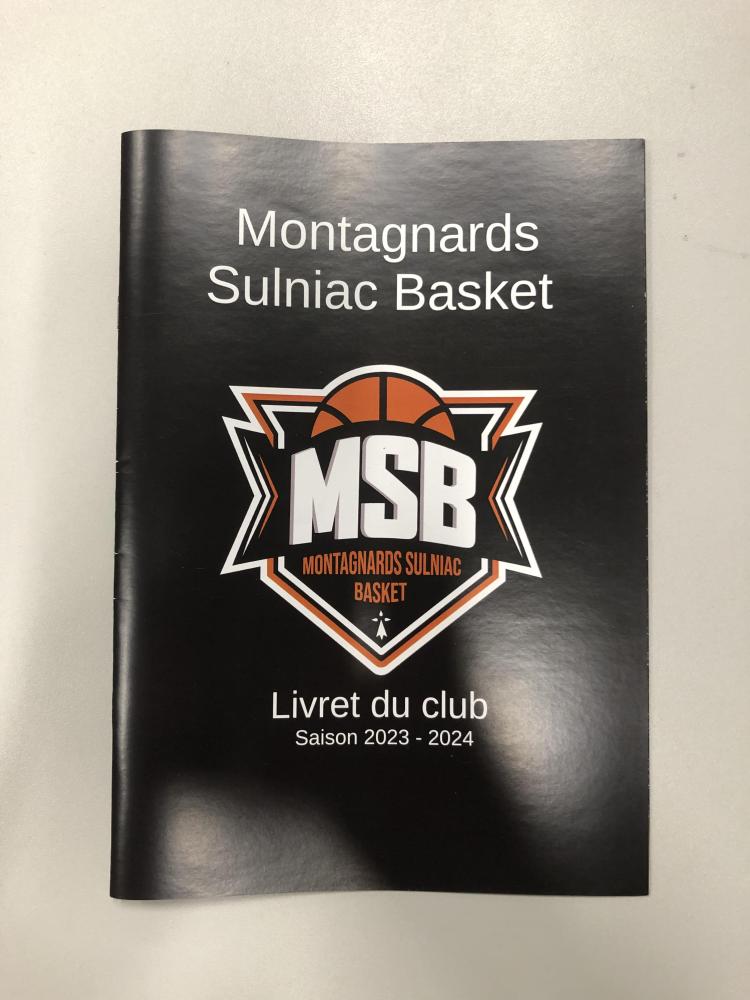 Montagnards
Sulniac Basket
MSB
MONTAGNARDS SULNIAC
BASKET
Livret du club
Saison 2023 - 2024